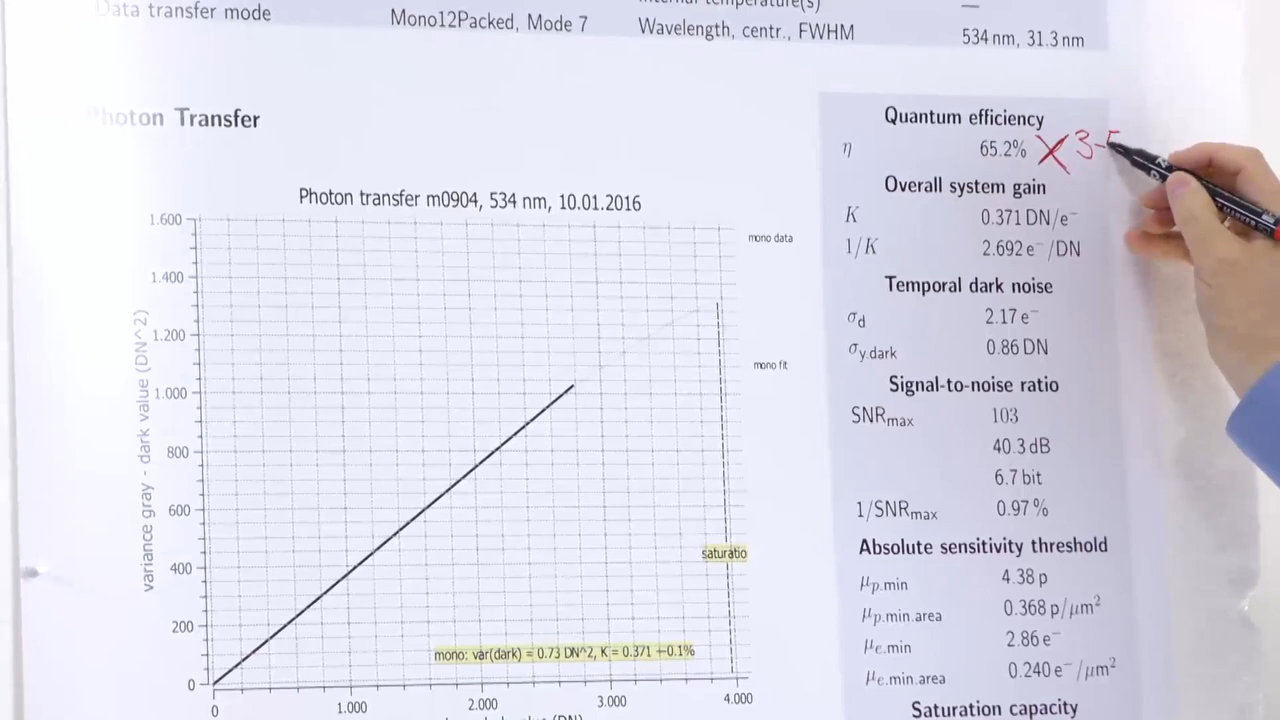 Data transfer mode
Mono12Packed, Mode 7
Wavelength, centr., FWHM
534 nm, 31.3 nm
Photon Transfer
Photon transfer m0904, 534 nm, 10.01.2016
variance gray - dark value (DN^2)
1.600
1.400
1.200
1.000
800
600
400
200
0
0 1.000 2.000 3.000 4.000
mono data
mono fit
saturatio
mono: var(dark) = 0.73 DN^2, K = 0.371 +-0.1%
Quantum efficiency
η 65.2% X 3-5
Overall system gain
K 0.371 DN/e⁻
1/K 2.692 e⁻/DN
Temporal dark noise
σd 2.17 e⁻
σy.dark 0.86 DN
Signal-to-noise ratio
SNRmax 103
40.3 dB
6.7 bit
1/SNRmax 0.97 %
Absolute sensitivity threshold
μp.min 4.38 p
μp.min.area 0.368 p/μm²
μe.min 2.86 e⁻
μe.min.area 0.240 e⁻/μm²
Saturation capacity